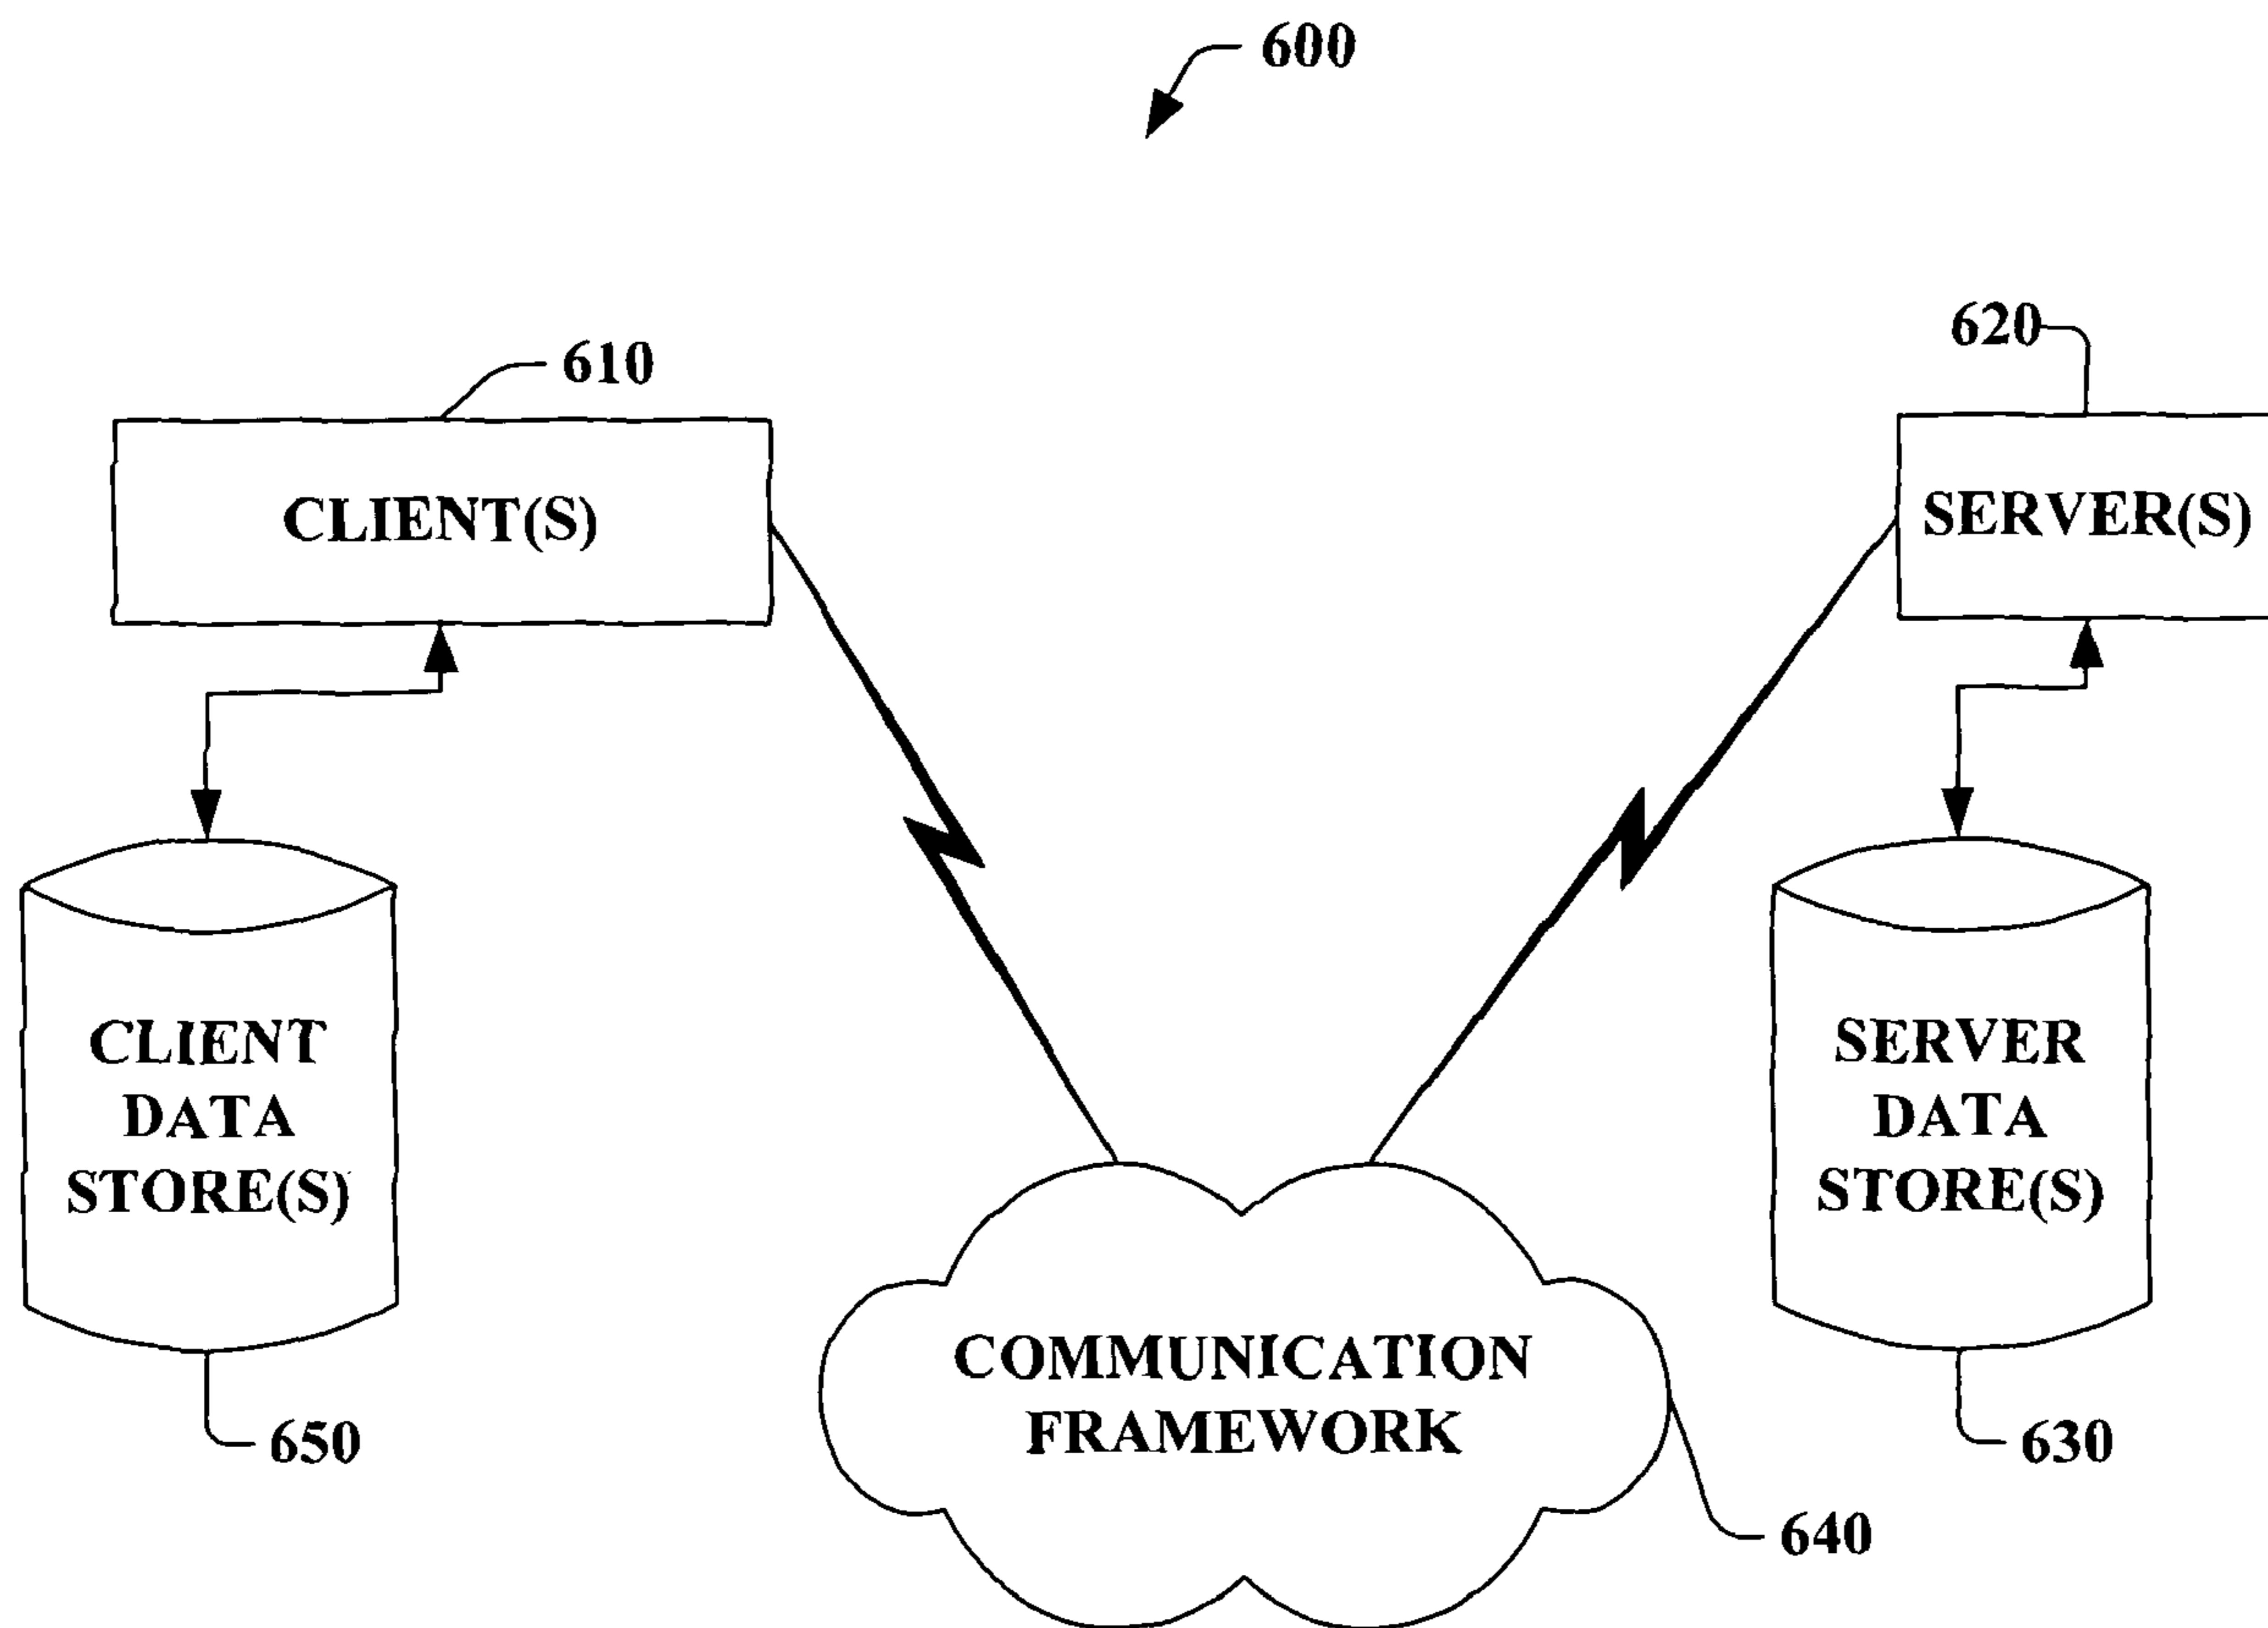 600
610
620
CLIENT(S)
SERVER(S)
CLIENT
DATA
STORE(S)
SERVER
DATA
STORE(S)
COMMUNICATION
FRAMEWORK
650
630
640